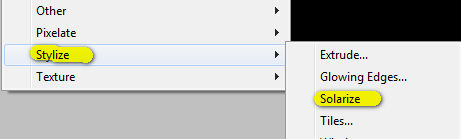 Other
Pixelate
Stylize
Texture
Extrude...
Glowing Edges...
Solarize
Tiles...